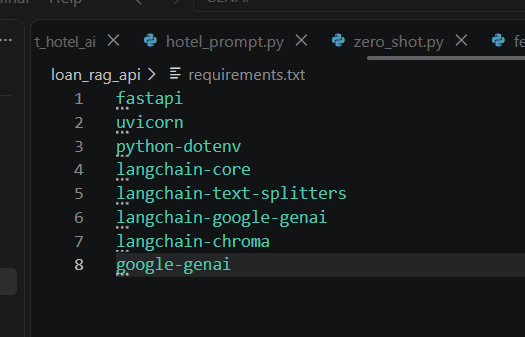 Help
t_hotel_ai
hotel_prompt.py
zero_shot.py
loan_rag_api > requirements.txt
1 fastapi
2 uvicorn
3 python-dotenv
4 langchain-core
5 langchain-text-splitters
6 langchain-google-genai
7 langchain-chroma
8 google-genai